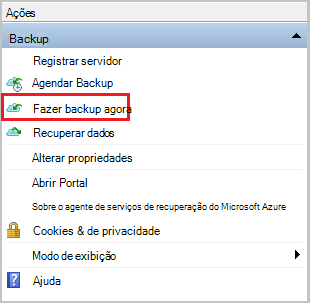 Ações
Backup
Registrar servidor
Agendar Backup
Fazer backup agora
Recuperar dados
Alterar propriedades
Abrir Portal
Sobre o agente de serviços de recuperação do Microsoft Azure
Cookies & de privacidade
Modo de exibição
Ajuda